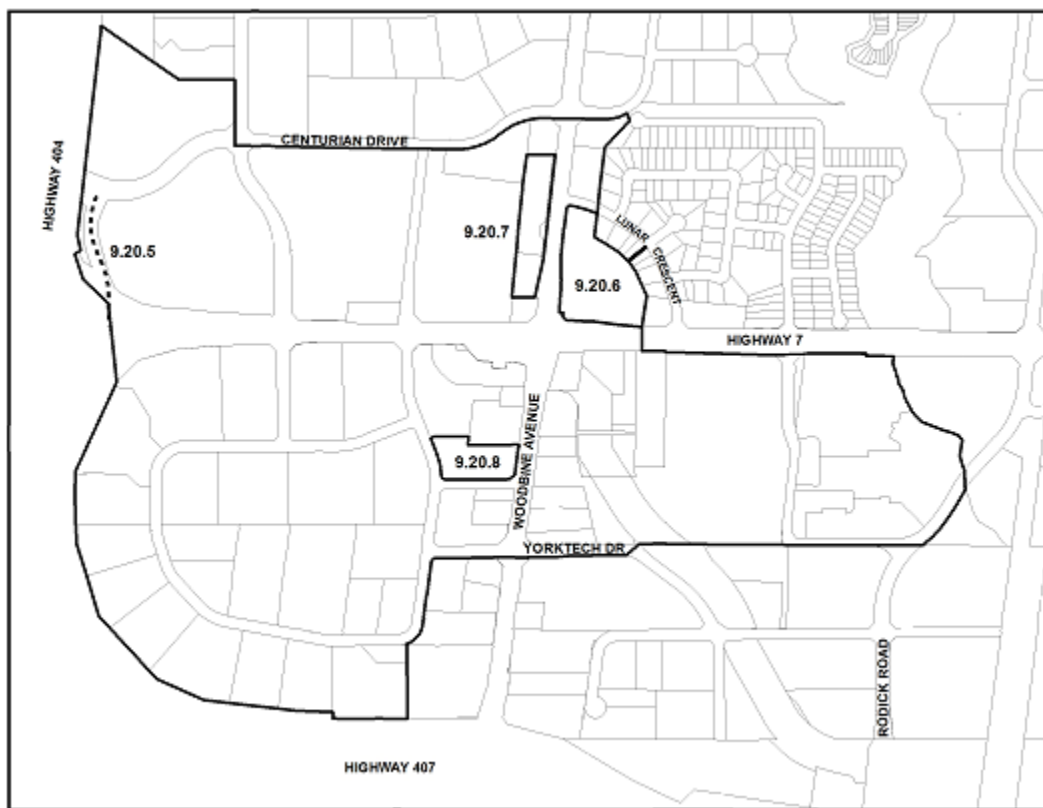 CENTURIAN DRIVE
HIGHWAY 404
9.20.5
9.20.7
LUNAR
CRESCENT
9.20.6
HIGHWAY 7
WOODBINE AVENUE
9.20.8
YORKTECH DR
RODICK ROAD
HIGHWAY 407